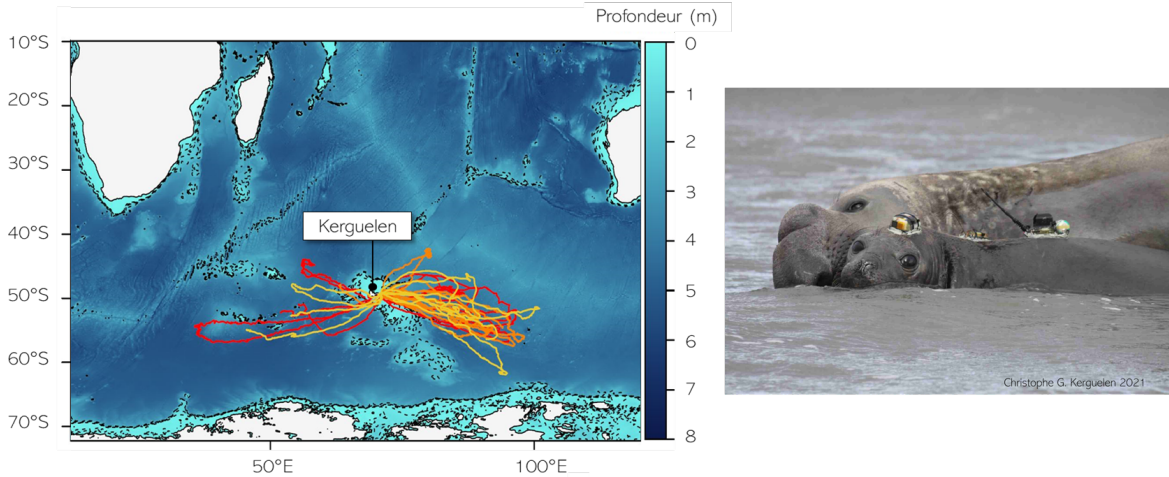 Profondeur (m)
10°S
20°S
30°S
40°S
50°S
60°S
70°S
Kerguelen
0
1
2
3
4
5
6
7
8
50°E
100°E
Christophe G. Kerguelen 2021